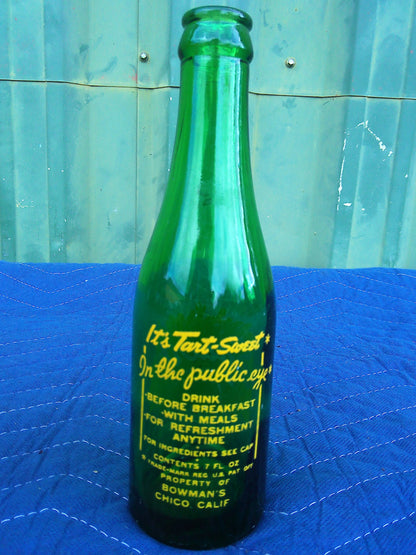 It's Tart-Sweet *
In the public eye *
DRINK
-BEFORE BREAKFAST
-WITH MEALS
-FOR REFRESHMENT
ANYTIME
FOR INGREDIENTS SEE CAP
CONTENTS 7 FL OZ
* TRADE-MARK REG U.S. PAT OFF
PROPERTY OF
BOWMAN'S
CHICO CALIF